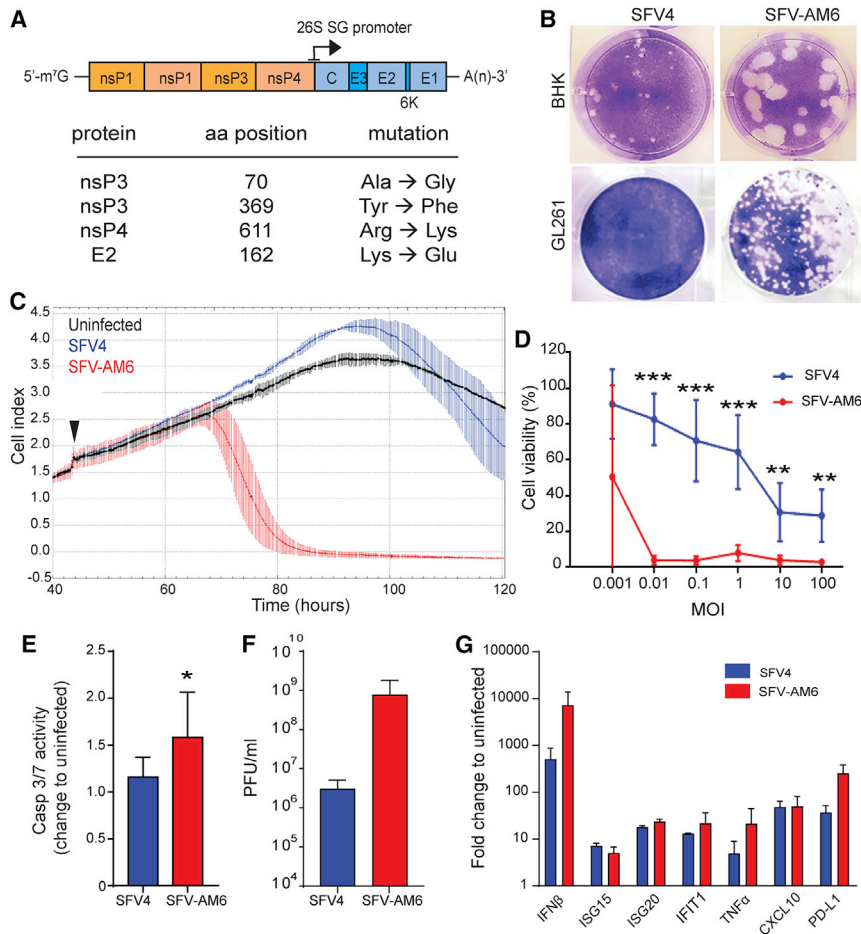 A
26S SG promoter
5'-m⁷G nsP1 nsP1 nsP3 nsP4 C E3 E2 E1 A(n)-3'
6K
protein aa position mutation
nsP3 70 Ala → Gly
nsP3 369 Tyr → Phe
nsP4 611 Arg → Lys
E2 162 Lys → Glu
B
SFV4 SFV-AM6
BHK
GL261
C
Uninfected
SFV4
SFV-AM6
Cell index
4.5
4.0
3.5
3.0
2.5
2.0
1.5
1.0
0.5
0.0
-0.5
40 60 80 100 120
Time (hours)
D
Cell viability (%)
120
100
80
60
40
20
0
*** *** *** ** **
SFV4
SFV-AM6
0.001 0.01 0.1 1 10 100
MOI
E
Casp 3/7 activity
(change to uninfected)
2.5
2.0
1.5
1.0
0.5
0
*
SFV4 SFV-AM6
F
PFU/ml
10¹⁰
10⁹
10⁸
10⁷
10⁶
10⁵
10⁴
SFV4 SFV-AM6
G
Fold change to uninfected
100000
10000
1000
100
10
1
SFV4
SFV-AM6
IFNβ ISG15 ISG20 IFIT1 TNFα CXCL10 PD-L1